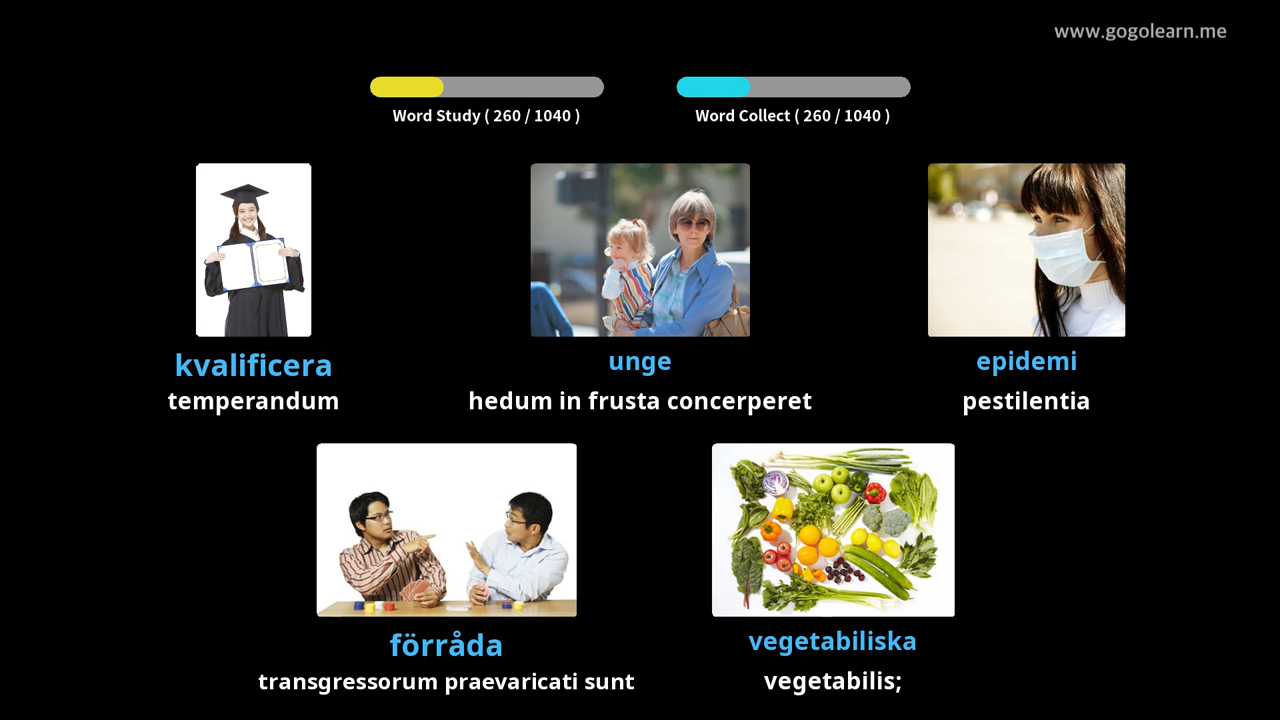 www.gogolearn.me
Word Study ( 260 / 1040 )
Word Collect ( 260 / 1040 )
kvalificera
temperandum
unge
hedum in frusta concerperet
epidemi
pestilentia
förråda
transgressorum praevaricati sunt
vegetabiliska
vegetabilis;